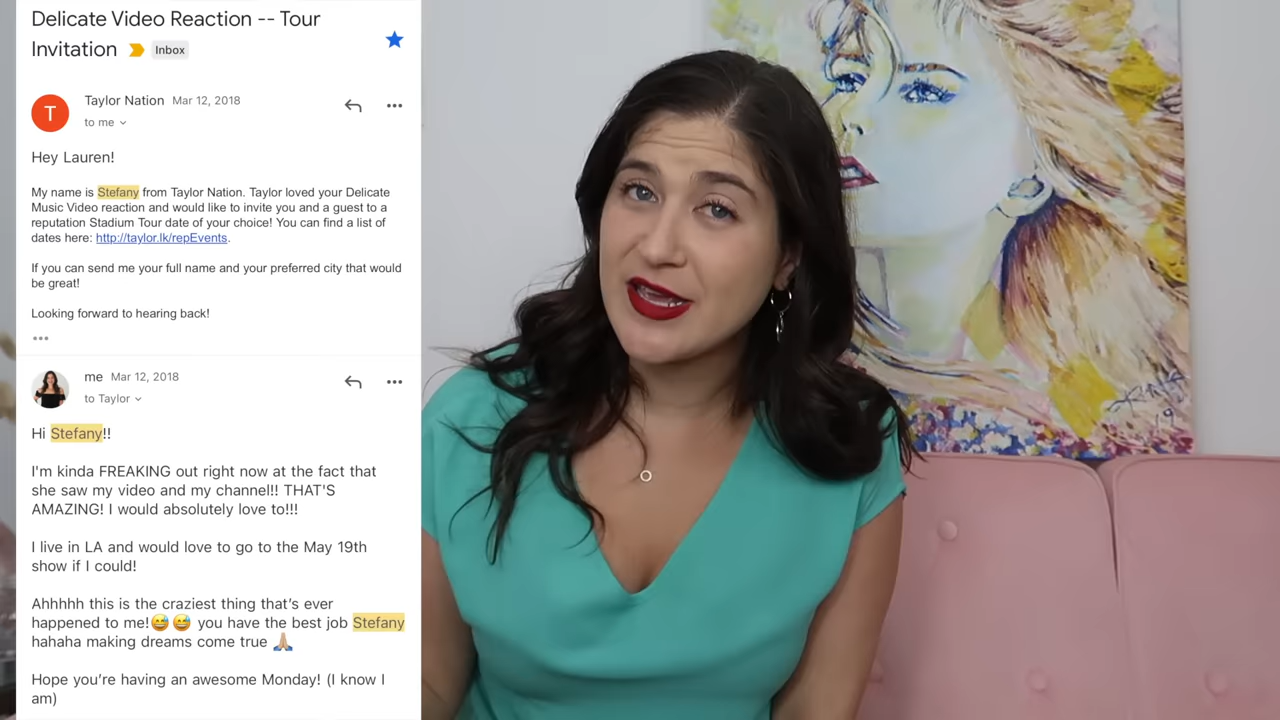 Delicate Video Reaction -- Tour
Invitation Inbox
T
Taylor Nation Mar 12, 2018
to me
Hey Lauren!
My name is Stefany from Taylor Nation. Taylor loved your Delicate
Music Video reaction and would like to invite you and a guest to a
reputation Stadium Tour date of your choice! You can find a list of
dates here: http://taylor.lk/repEvents.
If you can send me your full name and your preferred city that would
be great!
Looking forward to hearing back!
me Mar 12, 2018
to Taylor
Hi Stefany!!
I'm kinda FREAKING out right now at the fact that
she saw my video and my channel!! THAT'S
AMAZING! I would absolutely love to!!!
I live in LA and would love to go to the May 19th
show if I could!
Ahhhhh this is the craziest thing that's ever
happened to me!😅😅 you have the best job Stefany
hahaha making dreams come true 🙏🏼
Hope you're having an awesome Monday! (I know I
am)